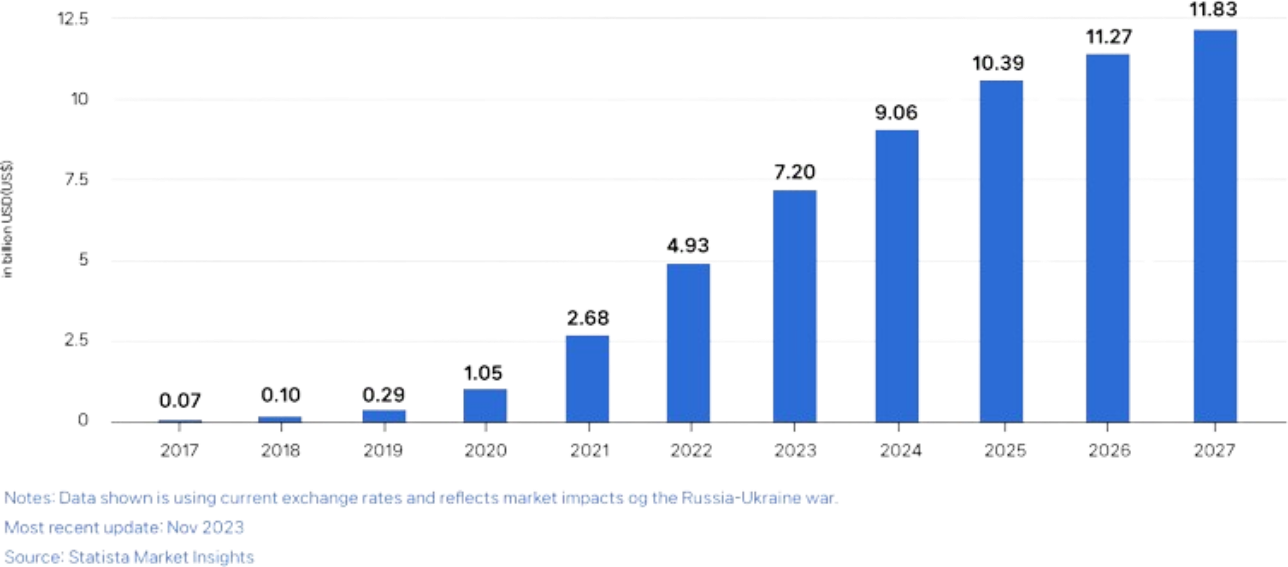 12.5
10
7.5
5
2.5
0
in billion USD(US$)
0.07 0.10 0.29 1.05 2.68 4.93 7.20 9.06 10.39 11.27 11.83
2017 2018 2019 2020 2021 2022 2023 2024 2025 2026 2027
Notes: Data shown is using current exchange rates and reflects market impacts og the Russia-Ukraine war.
Most recent update: Nov 2023
Source: Statista Market Insights